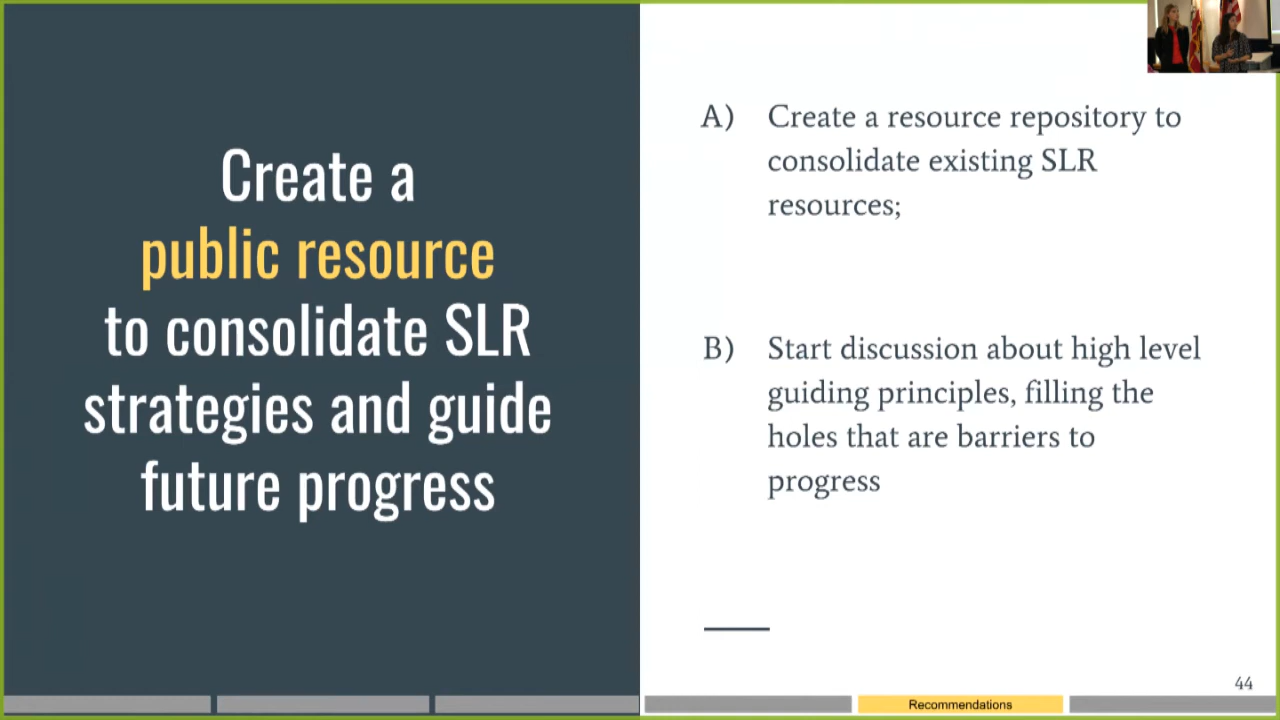 Create a
public resource
to consolidate SLR
strategies and guide
future progress
A) Create a resource repository to
consolidate existing SLR
resources;
B) Start discussion about high level
guiding principles, filling the
holes that are barriers to
progress
44
Recommendations